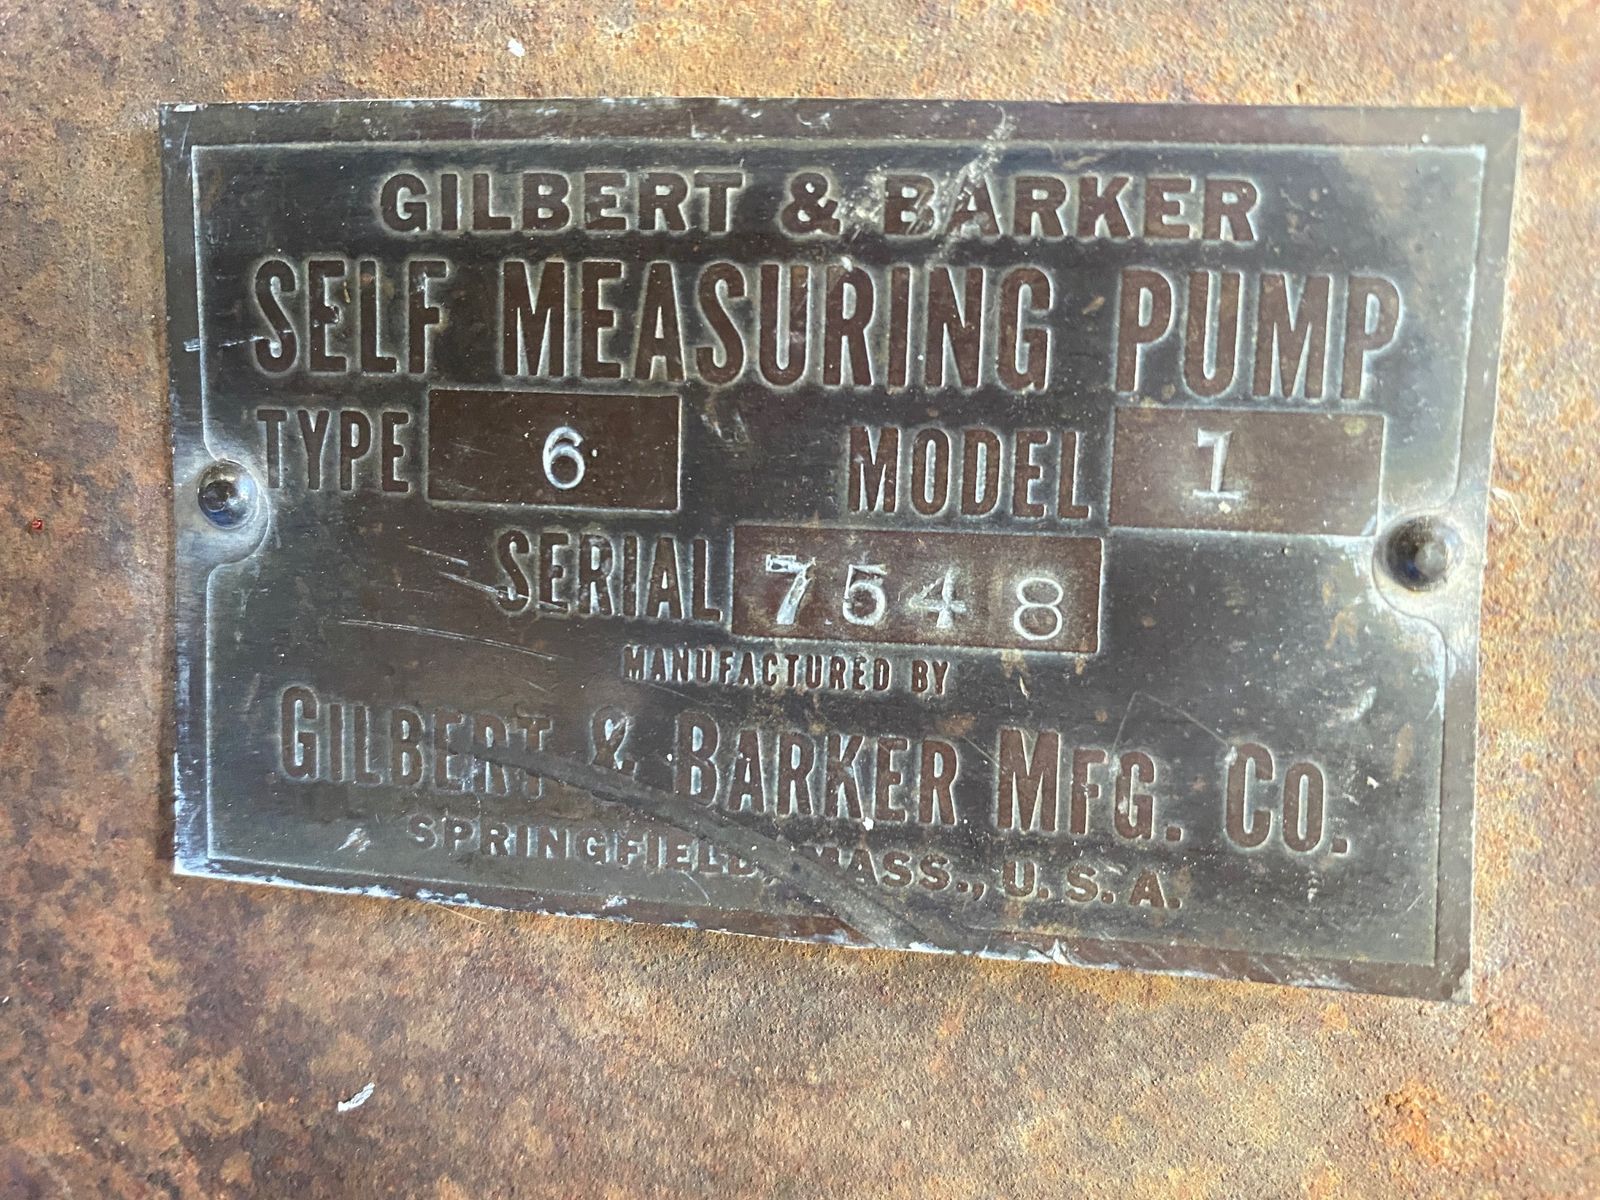 GILBERT & BARKER
SELF MEASURING PUMP
TYPE 6 MODEL 1
SERIAL 7548
MANUFACTURED BY
GILBERT & BARKER MFG. CO.
SPRINGFIELD, MASS., U.S.A.